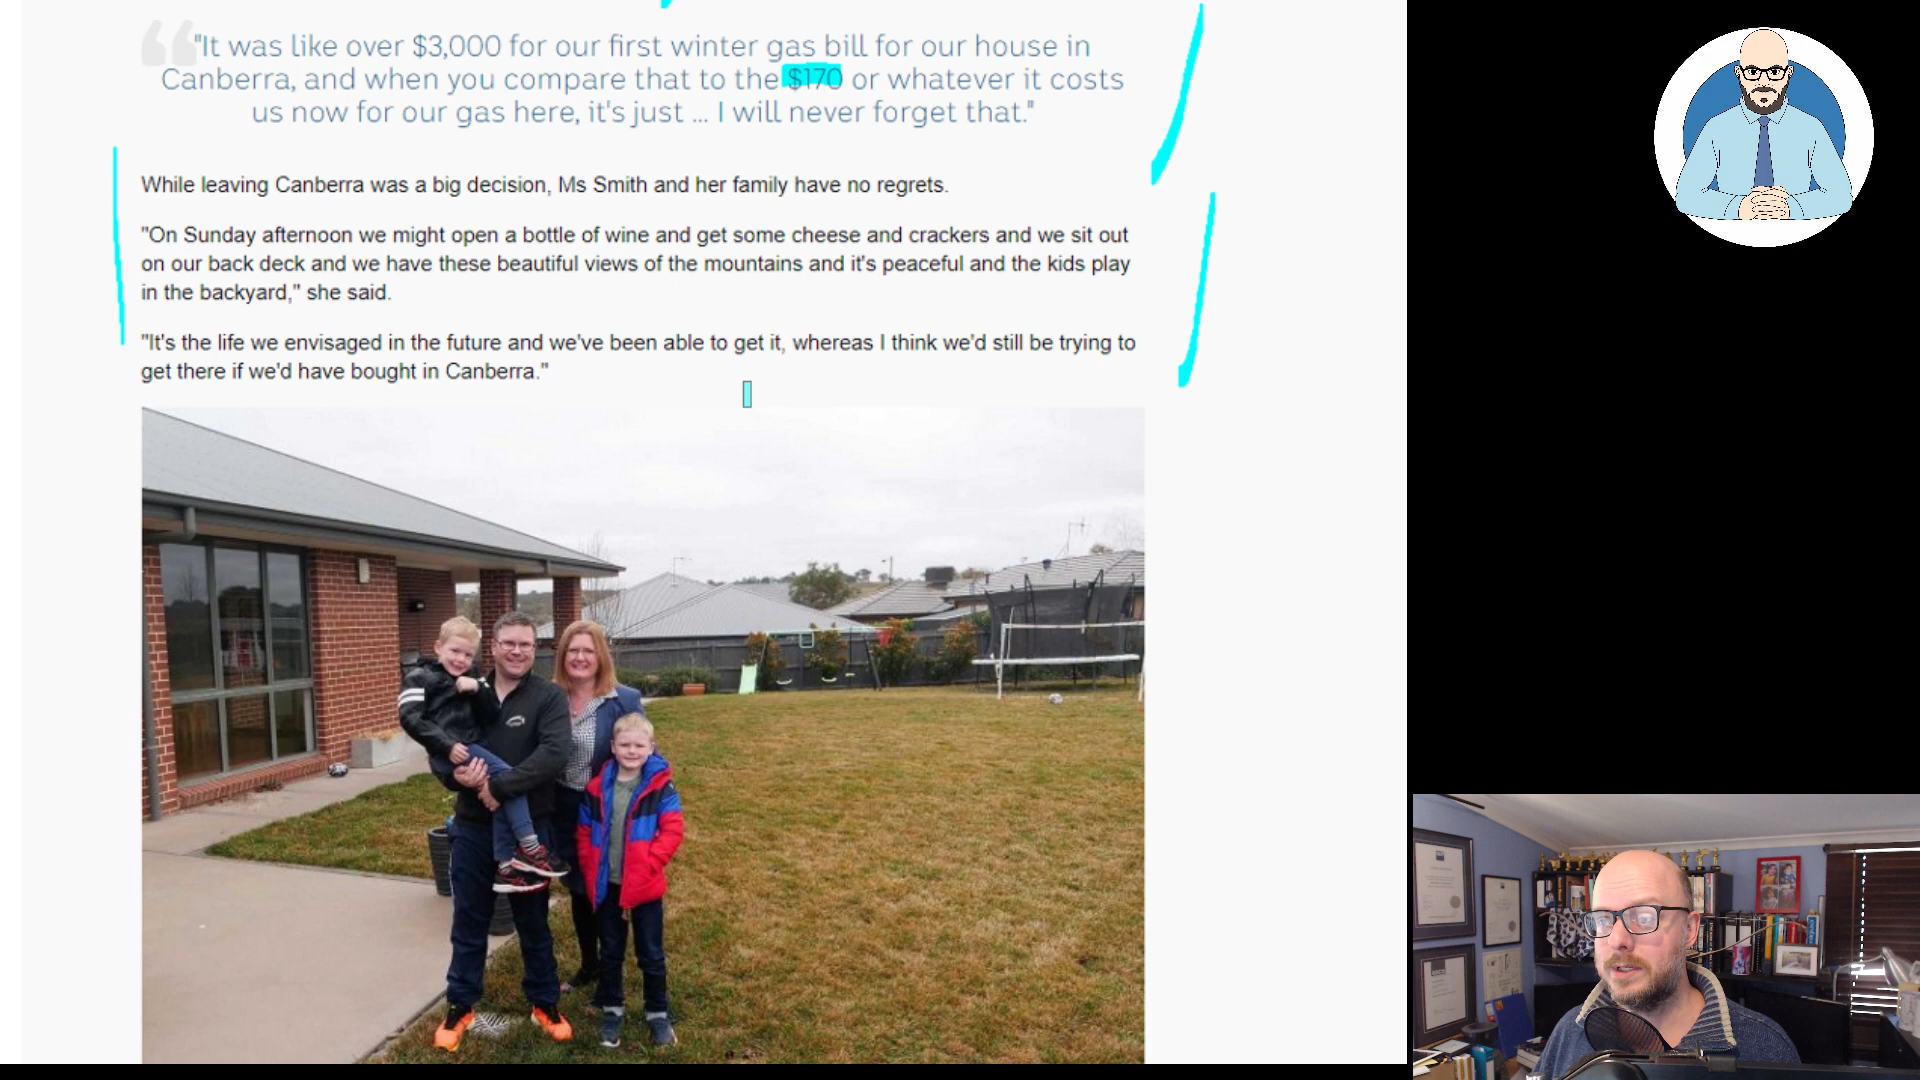 "It was like over $3,000 for our first winter gas bill for our house in
Canberra, and when you compare that to the $170 or whatever it costs
us now for our gas here, it's just ... I will never forget that."
While leaving Canberra was a big decision, Ms Smith and her family have no regrets.
"On Sunday afternoon we might open a bottle of wine and get some cheese and crackers and we sit out
on our back deck and we have these beautiful views of the mountains and it's peaceful and the kids play
in the backyard," she said.
"It's the life we envisaged in the future and we've been able to get it, whereas I think we'd still be trying to
get there if we'd have bought in Canberra."